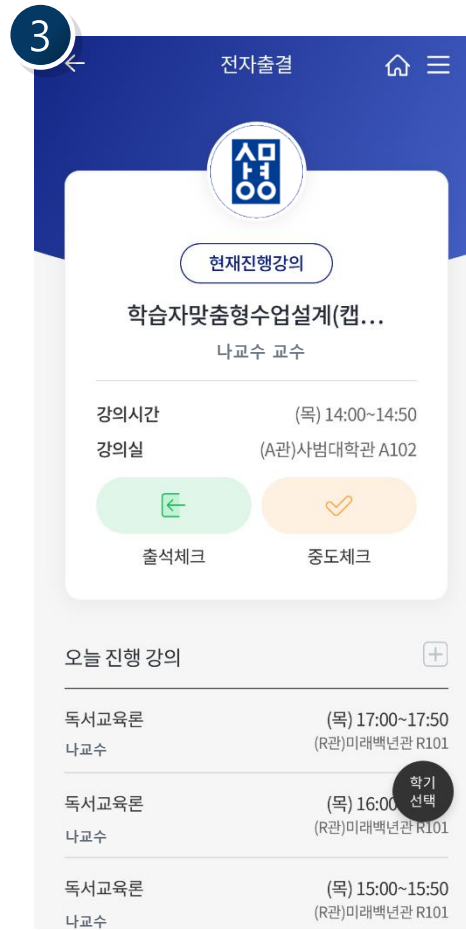 3
전자출결
상명
현재진행강의
학습자맞춤형수업설계(캡...
나교수 교수
강의시간 (목) 14:00~14:50
강의실 (A관)사범대학관 A102
출석체크 중도체크
오늘 진행 강의
독서교육론 (목) 17:00~17:50
나교수 (R관)미래백년관 R101
학기
선택
독서교육론 (목) 16:00
나교수 (R관)미래백년관 R101
독서교육론 (목) 15:00~15:50
나교수 (R관)미래백년관 R101